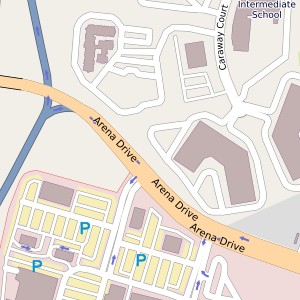 Intermediate
School
Caraway Court
Arena Drive
Arena Drive
Arena Drive
P
P
P